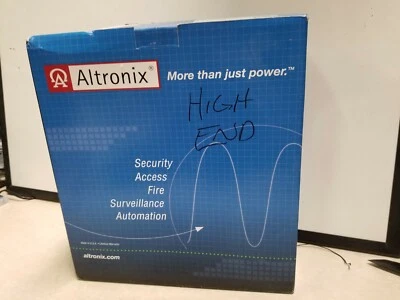 Altronix®
More than just power.™
HIGH
END
Security
Access
Fire
Surveillance
Automation
altronix.com